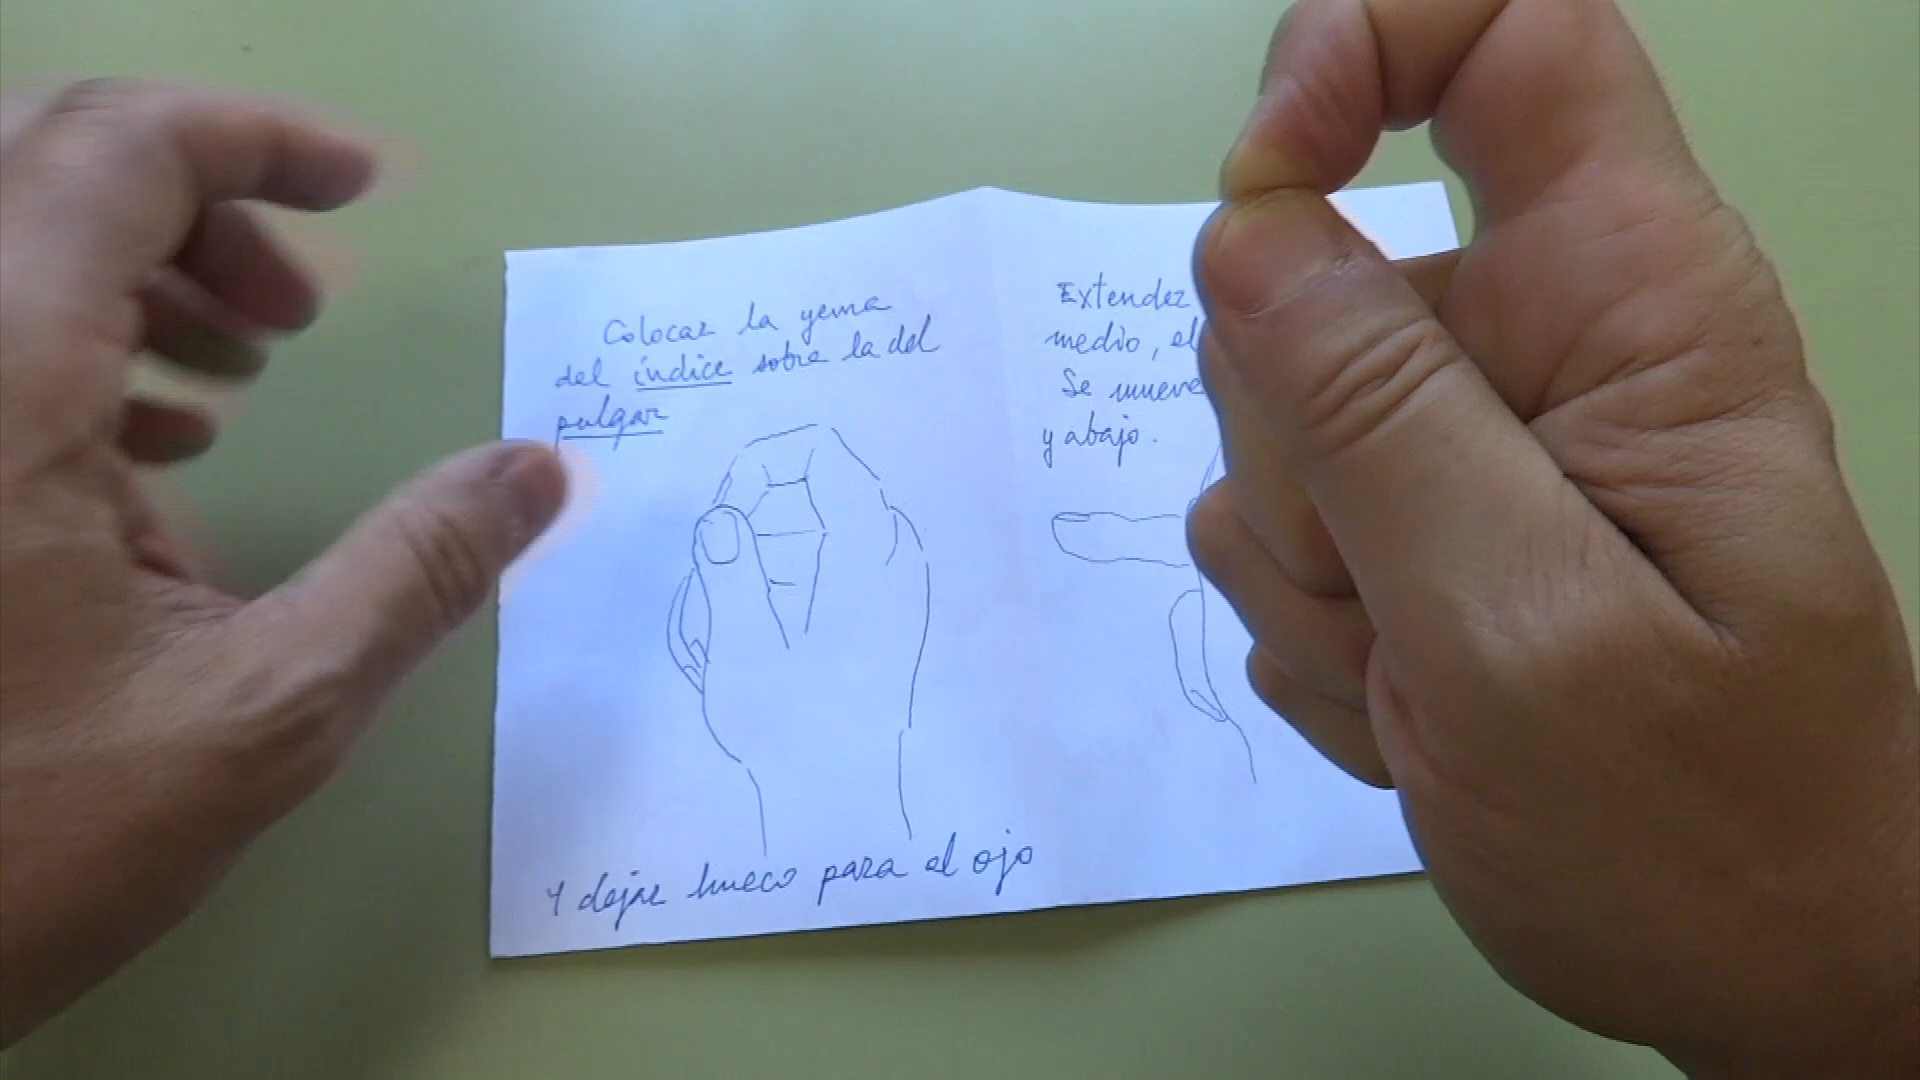 Colocar la yema
del índice sobre la del
pulgar
Y dejar hueco para el ojo
Extender
medio, el
Se mueve
y abajo.